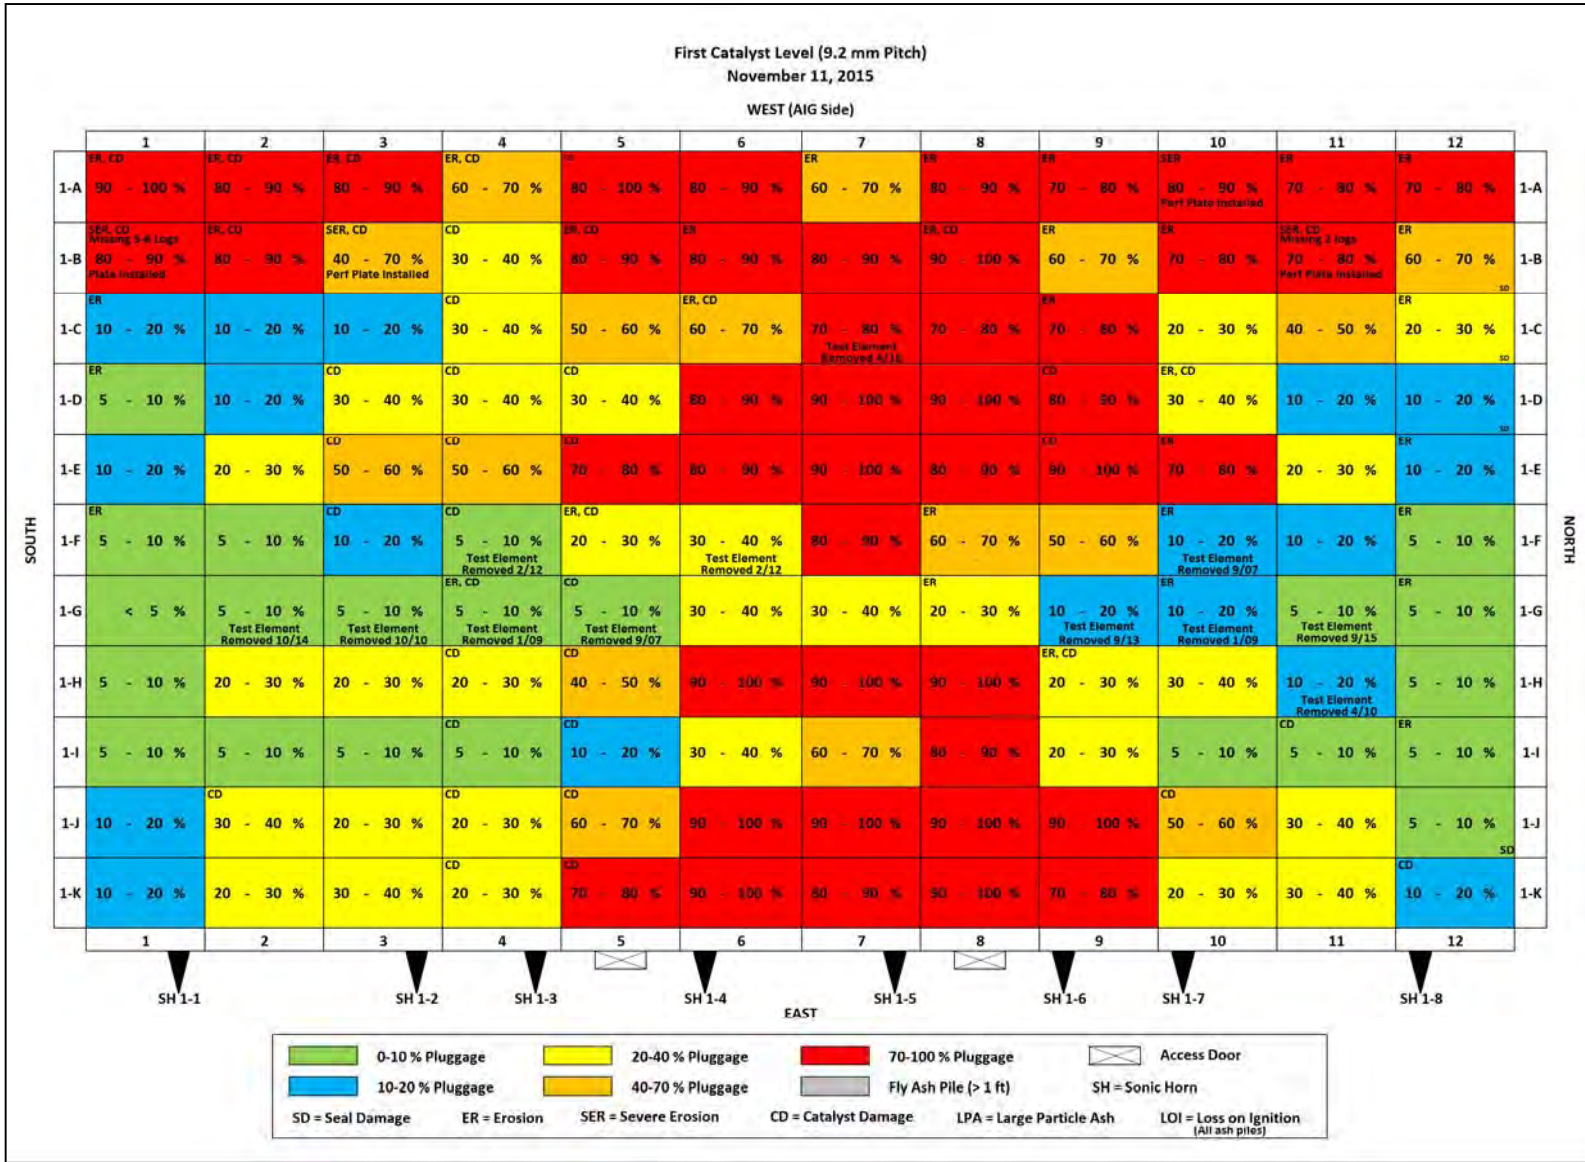 First Catalyst Level (9.2 mm Pitch)
November 11, 2015
WEST (AIG Side)
1 2 3 4 5 6 7 8 9 10 11 12
ER, CD ER, CD ER, CD ER, CD ER ER ER SER ER ER
1-A 90 - 100 % 80 - 90 % 80 - 90 % 60 - 70 % 80 - 100 % 80 - 90 % 60 - 70 % 80 - 90 % 70 - 80 % 80 - 90 % 70 - 80 % 70 - 80 % 1-A
Perf Plate Installed
SER, CD ER, CD SER, CD CD ER, CD ER ER, CD ER ER SER, CD ER
Missing 5-6 Logs Missing 2 logs
1-B 80 - 90 % 80 - 90 % 40 - 70 % 30 - 40 % 80 - 90 % 80 - 90 % 80 - 90 % 90 - 100 % 60 - 70 % 70 - 80 % 70 - 80 % 60 - 70 % 1-B
Plate Installed Perf Plate Installed Perf Plate Installed
SD
ER CD ER, CD ER ER
1-C 10 - 20 % 10 - 20 % 10 - 20 % 30 - 40 % 50 - 60 % 60 - 70 % 70 - 80 % 70 - 80 % 70 - 80 % 20 - 30 % 40 - 50 % 20 - 30 % 1-C
Test Element
Removed 4/16 SD
ER CD CD CD CD ER, CD
1-D 5 - 10 % 10 - 20 % 30 - 40 % 30 - 40 % 30 - 40 % 80 - 90 % 90 - 100 % 90 - 100 % 80 - 90 % 30 - 40 % 10 - 20 % 10 - 20 % 1-D
SD
CD CD CD CD ER ER
1-E 10 - 20 % 20 - 30 % 50 - 60 % 50 - 60 % 70 - 80 % 80 - 90 % 90 - 100 % 80 - 90 % 90 - 100 % 70 - 80 % 20 - 30 % 10 - 20 % 1-E
SOUTH
NORTH
ER CD CD ER, CD ER ER ER
1-F 5 - 10 % 5 - 10 % 10 - 20 % 5 - 10 % 20 - 30 % 30 - 40 % 80 - 90 % 60 - 70 % 50 - 60 % 10 - 20 % 10 - 20 % 5 - 10 % 1-F
Test Element Test Element Test Element
Removed 2/12 Removed 2/12 Removed 9/07
ER, CD CD ER ER ER
1-G < 5 % 5 - 10 % 5 - 10 % 5 - 10 % 5 - 10 % 30 - 40 % 30 - 40 % 20 - 30 % 10 - 20 % 10 - 20 % 5 - 10 % 5 - 10 % 1-G
Test Element Test Element Test Element Test Element Test Element Test Element Test Element
Removed 10/14 Removed 10/10 Removed 1/09 Removed 9/07 Removed 9/13 Removed 1/09 Removed 9/15
CD CD ER, CD
1-H 5 - 10 % 20 - 30 % 20 - 30 % 20 - 30 % 40 - 50 % 90 - 100 % 90 - 100 % 90 - 100 % 20 - 30 % 30 - 40 % 10 - 20 % 5 - 10 % 1-H
Test Element
Removed 4/10
CD CD CD ER
1-I 5 - 10 % 5 - 10 % 5 - 10 % 5 - 10 % 10 - 20 % 30 - 40 % 60 - 70 % 80 - 90 % 20 - 30 % 5 - 10 % 5 - 10 % 5 - 10 % 1-I
CD CD CD CD
1-J 10 - 20 % 30 - 40 % 20 - 30 % 20 - 30 % 60 - 70 % 90 - 100 % 90 - 100 % 90 - 100 % 90 - 100 % 50 - 60 % 30 - 40 % 5 - 10 % 1-J
SD
CD CD CD
1-K 10 - 20 % 20 - 30 % 30 - 40 % 20 - 30 % 70 - 80 % 90 - 100 % 80 - 90 % 90 - 100 % 70 - 80 % 20 - 30 % 30 - 40 % 10 - 20 % 1-K
1 2 3 4 5 6 7 8 9 10 11 12
SH 1-1 SH 1-2 SH 1-3 SH 1-4 SH 1-5 SH 1-6 SH 1-7 SH 1-8
EAST
0-10 % Pluggage 20-40 % Pluggage 70-100 % Pluggage Access Door
10-20 % Pluggage 40-70 % Pluggage Fly Ash Pile (> 1 ft) SH = Sonic Horn
SD = Seal Damage ER = Erosion SER = Severe Erosion CD = Catalyst Damage LPA = Large Particle Ash LOI = Loss on Ignition
(All ash piles)